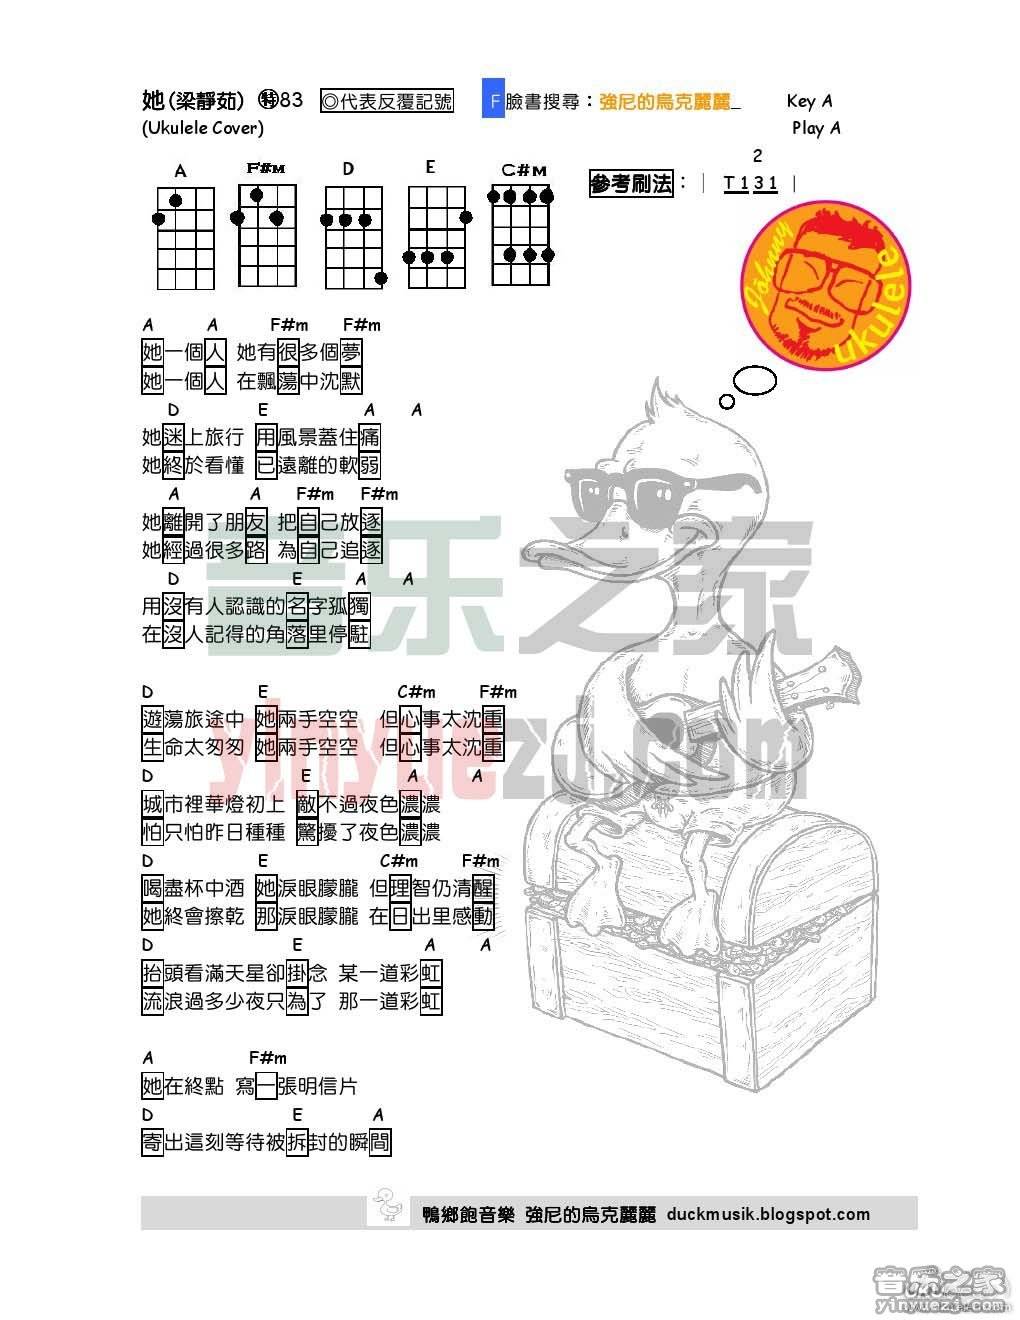 她(梁靜茹) ㊕83 ◎代表反覆記號 F 臉書搜尋：強尼的烏克麗麗_ Key A
(Ukulele Cover) Play A
A F#m D E C#m
2
參考刷法： | T 1 3 1 |
Johnny ukulele
A A F#m F#m
她一個人 她有很多個夢
她一個人 在飄蕩中沈默
D E A A
她迷上旅行 用風景蓋住痛
她終於看懂 已遠離的軟弱
A A F#m F#m
她離開了朋友 把自己放逐
她經過很多路 為自己追逐
D E A A
用沒有人認識的名字孤獨
在沒人記得的角落里停駐
D E C#m F#m
遊蕩旅途中 她兩手空空 但心事太沈重
生命太匆匆 她兩手空空 但心事太沈重
D E A A
城市裡華燈初上 敵不過夜色濃濃
怕只怕昨日種種 驚擾了夜色濃濃
D E C#m F#m
喝盡杯中酒 她淚眼朦朧 但理智仍清醒
她終會擦乾 那淚眼朦朧 在日出里感動
D E A A
抬頭看滿天星卻掛念 某一道彩虹
流浪過多少夜只為了 那一道彩虹
A F#m
她在終點 寫一張明信片
D E A
寄出這刻等待被拆封的瞬間
音乐之家
yinyuezj.com
鴨鄉飽音樂 強尼的烏克麗麗 duckmusik.blogspot.com
音乐之家
yinyuezj.com